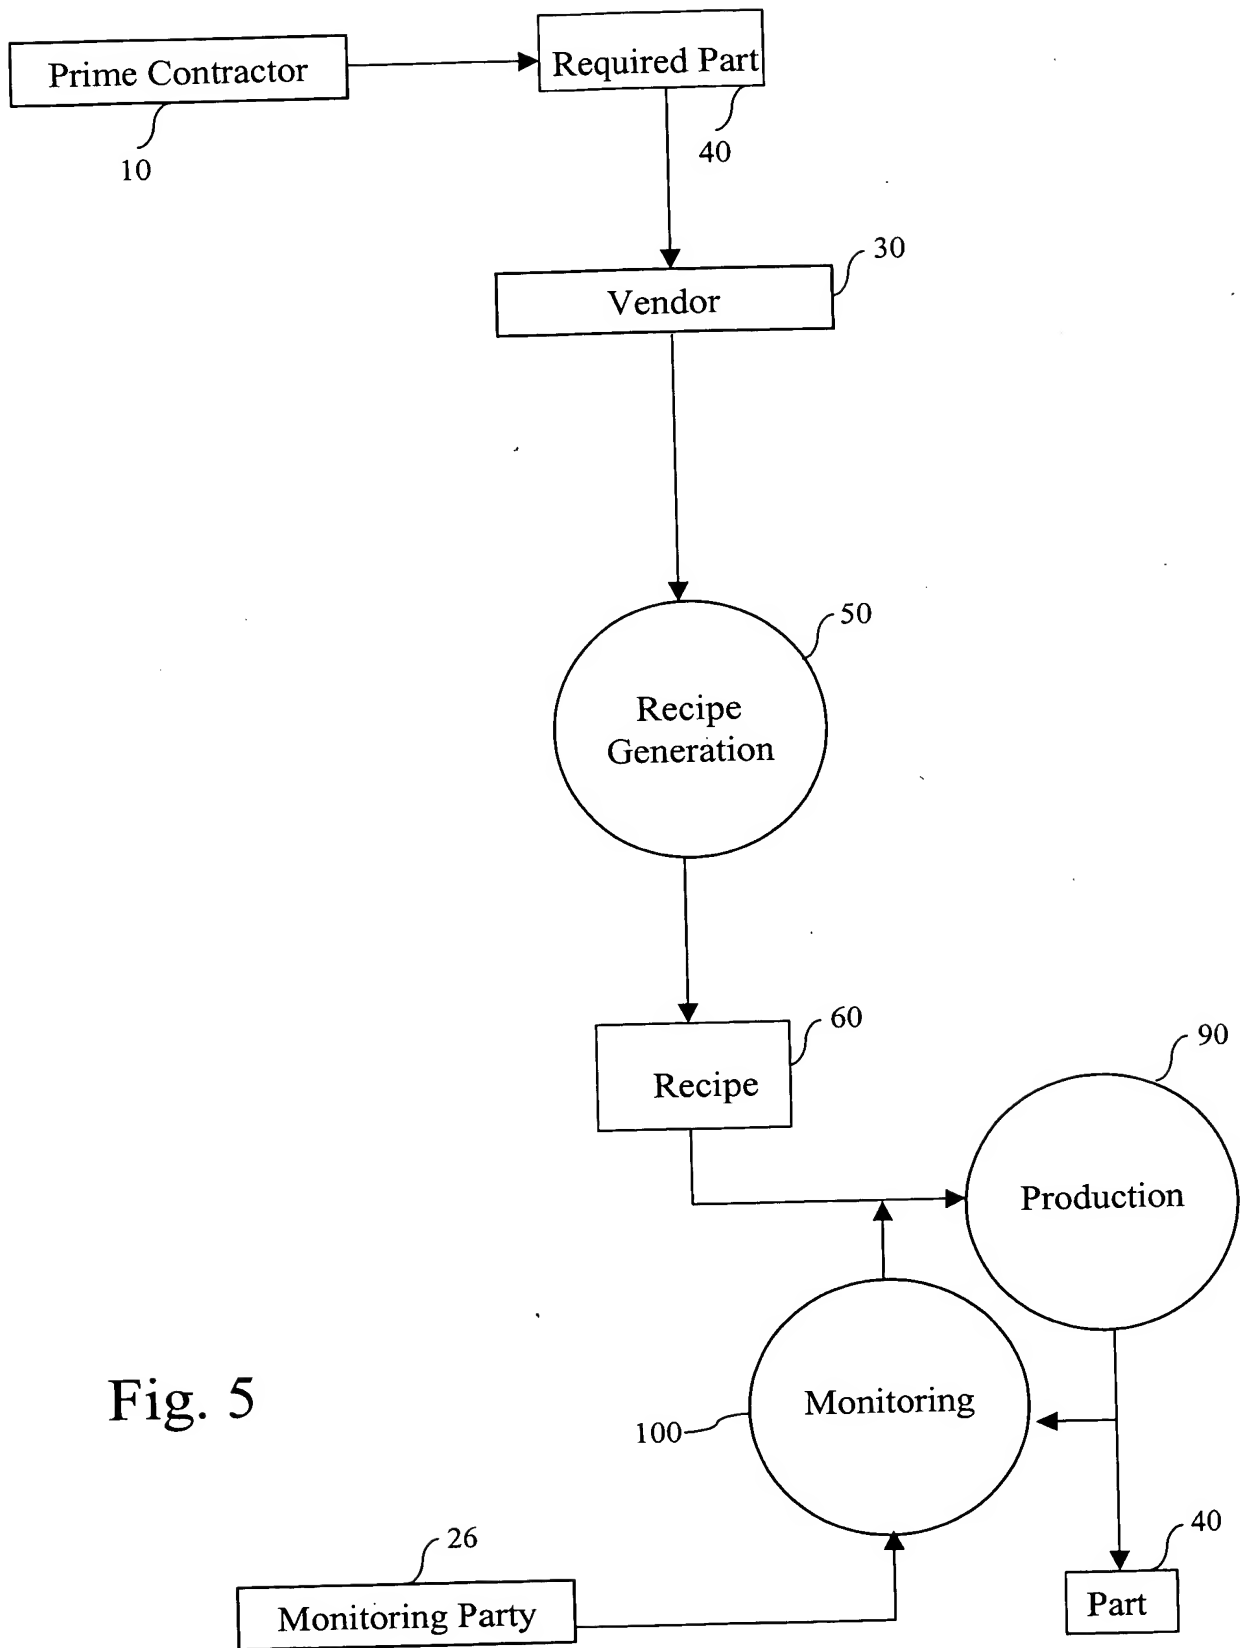 Prime Contractor
Required Part
10
40
30
Vendor
50
Recipe
Generation
60
Recipe
90
Production
Monitoring
100
Fig. 5
26
40
Monitoring Party
Part